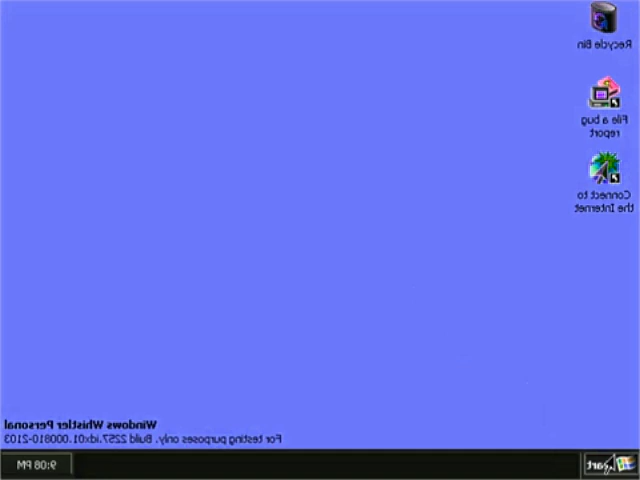 Recycle Bin
File a bug
report
Connect to
the Internet
Windows Whistler Personal
For testing purposes only. Build 2257.idx01.000810-2103
9:08 PM